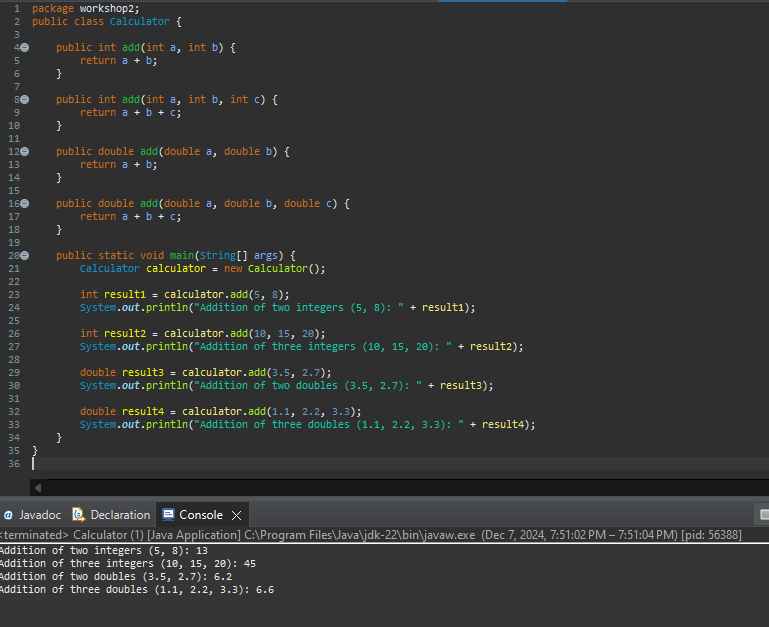 1 package workshop2;
2 public class Calculator {
3
4 public int add(int a, int b) {
5 return a + b;
6 }
7
8 public int add(int a, int b, int c) {
9 return a + b + c;
10 }
11
12 public double add(double a, double b) {
13 return a + b;
14 }
15
16 public double add(double a, double b, double c) {
17 return a + b + c;
18 }
19
20 public static void main(String[] args) {
21 Calculator calculator = new Calculator();
22
23 int result1 = calculator.add(5, 8);
24 System.out.println("Addition of two integers (5, 8): " + result1);
25
26 int result2 = calculator.add(10, 15, 20);
27 System.out.println("Addition of three integers (10, 15, 20): " + result2);
28
29 double result3 = calculator.add(3.5, 2.7);
30 System.out.println("Addition of two doubles (3.5, 2.7): " + result3);
31
32 double result4 = calculator.add(1.1, 2.2, 3.3);
33 System.out.println("Addition of three doubles (1.1, 2.2, 3.3): " + result4);
34 }
35 }
36
@ Javadoc Declaration Console
<terminated> Calculator (1) [Java Application] C:\Program Files\Java\jdk-22\bin\javaw.exe (Dec 7, 2024, 7:51:02 PM – 7:51:04 PM) [pid: 56388]
Addition of two integers (5, 8): 13
Addition of three integers (10, 15, 20): 45
Addition of two doubles (3.5, 2.7): 6.2
Addition of three doubles (1.1, 2.2, 3.3): 6.6